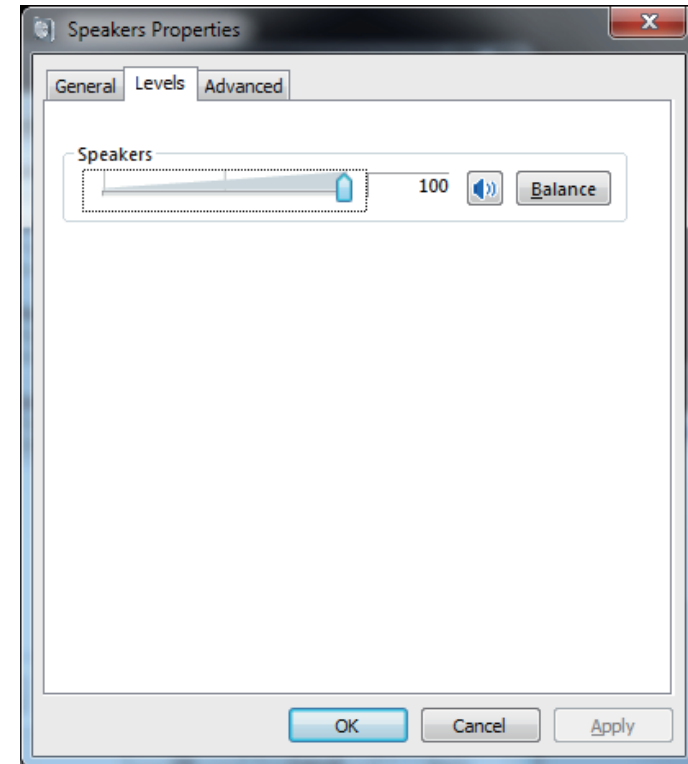 Speakers Properties
General Levels Advanced
Speakers
100 Balance
OK Cancel Apply